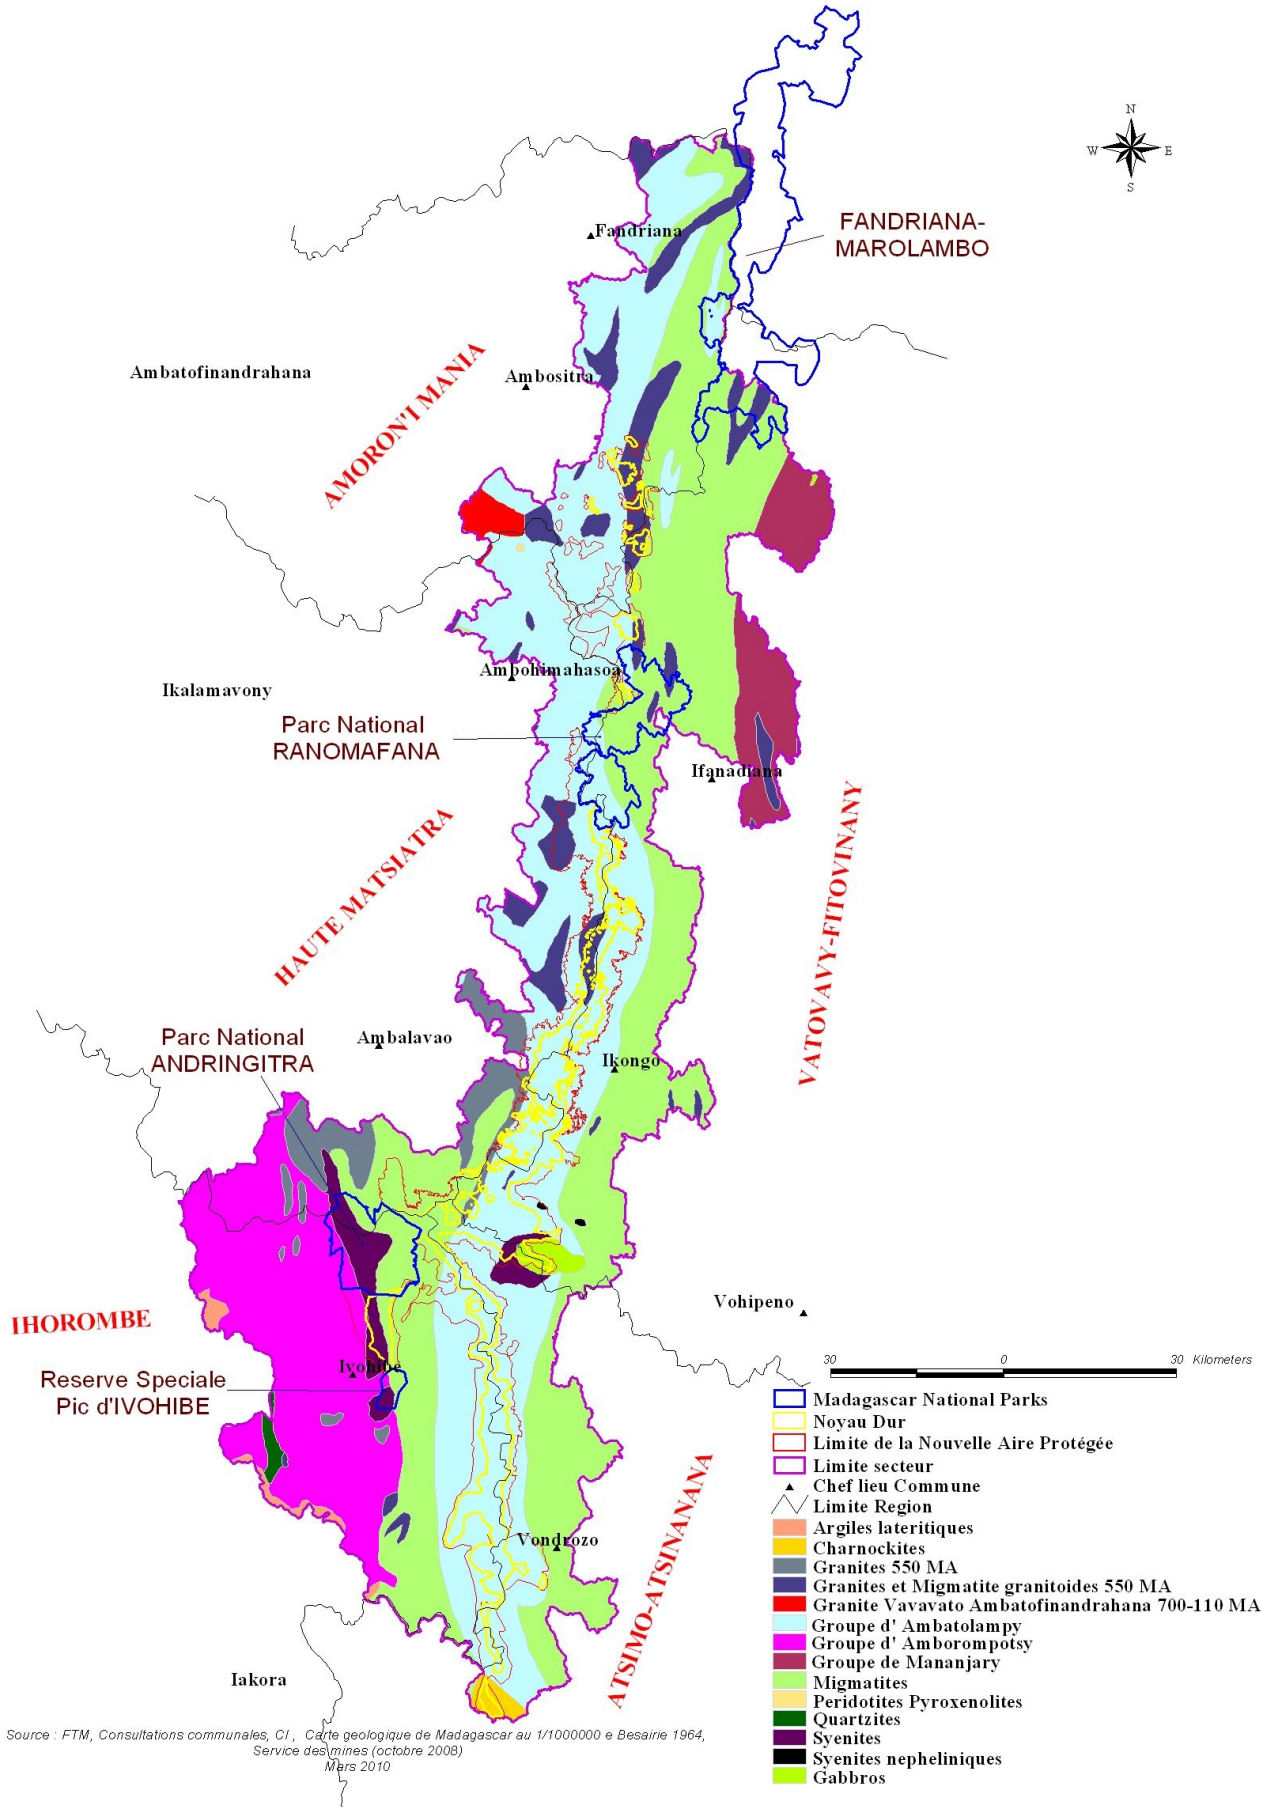 N
W E
S
FANDRIANA-
MAROLAMBO
Fandriana
Ambatofinandrahana
Ambositra
AMORON'I MANIA
Ambohimahasoa
Ikalamavony
Parc National
RANOMAFANA
Ifanadiana
HAUTE MATSIATRA
VATOVAVY-FITOVINANY
Parc National
ANDRINGITRA
Ambalavao
Ikongo
Vohipeno
IHOROMBE
Ivohibe
Reserve Speciale
Pic d'IVOHIBE
Vondrozo
ATSIMO-ATSINANANA
Iakora
30 0 30 Kilometers
Madagascar National Parks
Noyau Dur
Limite de la Nouvelle Aire Protégée
Limite secteur
Chef lieu Commune
Limite Region
Argiles lateritiques
Charnockites
Granites 550 MA
Granites et Migmatite granitoides 550 MA
Granite Vavavato Ambatofinandrahana 700-110 MA
Groupe d' Ambatolampy
Groupe d' Amborompotsy
Groupe de Mananjary
Migmatites
Peridotites Pyroxenolites
Quartzites
Syenites
Syenites nepheliniques
Gabbros
Source : FTM, Consultations communales, CI , Carte geologique de Madagascar au 1/1000000 e Besairie 1964,
Service des mines (octobre 2008)
Mars 2010